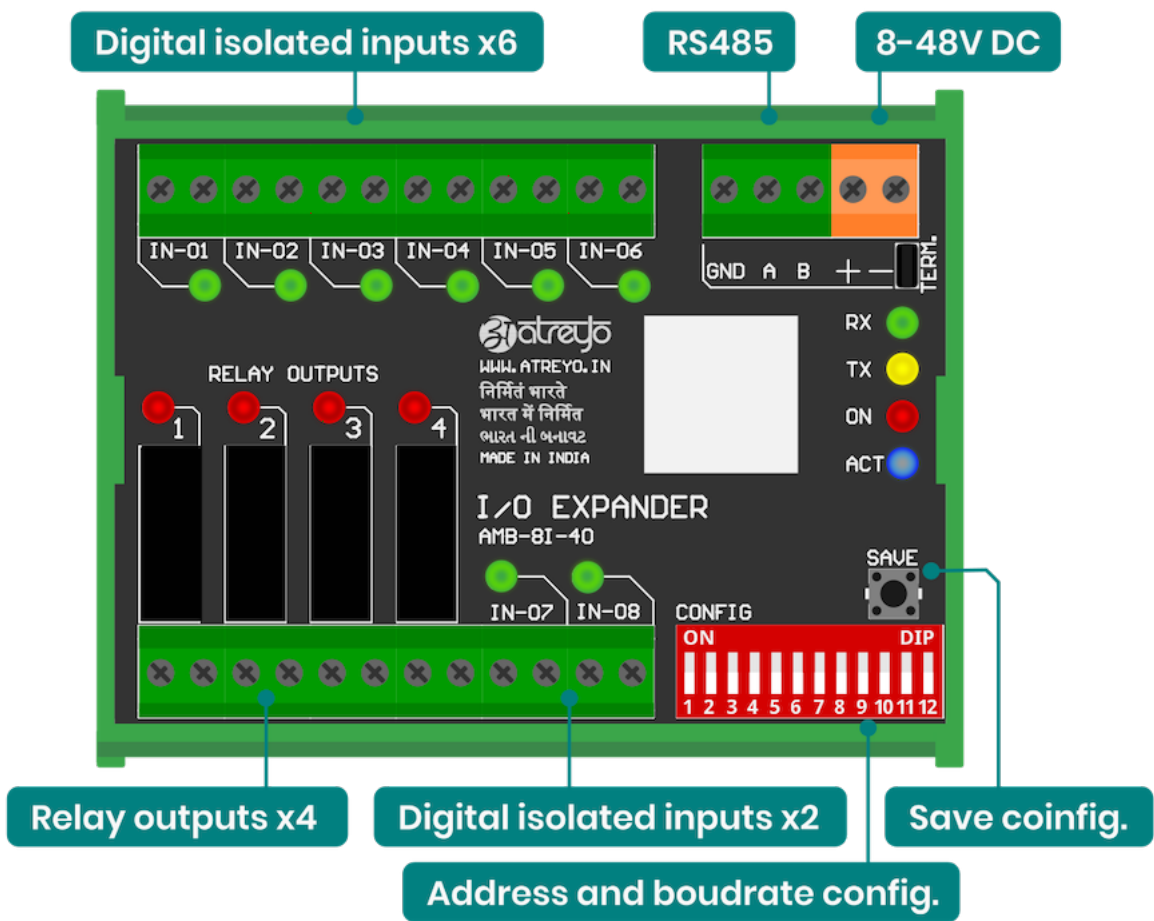 Digital isolated inputs x6
RS485
8-48V DC
IN-01 IN-02 IN-03 IN-04 IN-05 IN-06
GND A B + −
TERM.
अatreyo
WWW.ATREYO.IN
निर्मितं भारते
भारत में निर्मित
ભારત ની બનાવટ
MADE IN INDIA
RX
TX
ON
ACT
RELAY OUTPUTS
1 2 3 4
I/O EXPANDER
AMB-8I-4O
IN-07 IN-08
SAVE
CONFIG
ON DIP
1 2 3 4 5 6 7 8 9 10 11 12
Relay outputs x4
Digital isolated inputs x2
Save coinfig.
Address and boudrate config.